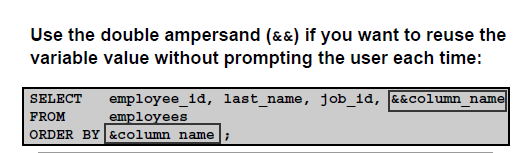 Use the double ampersand (&&) if you want to reuse the
variable value without prompting the user each time:
SELECT employee_id, last_name, job_id, &&column_name
FROM employees
ORDER BY &column_name ;